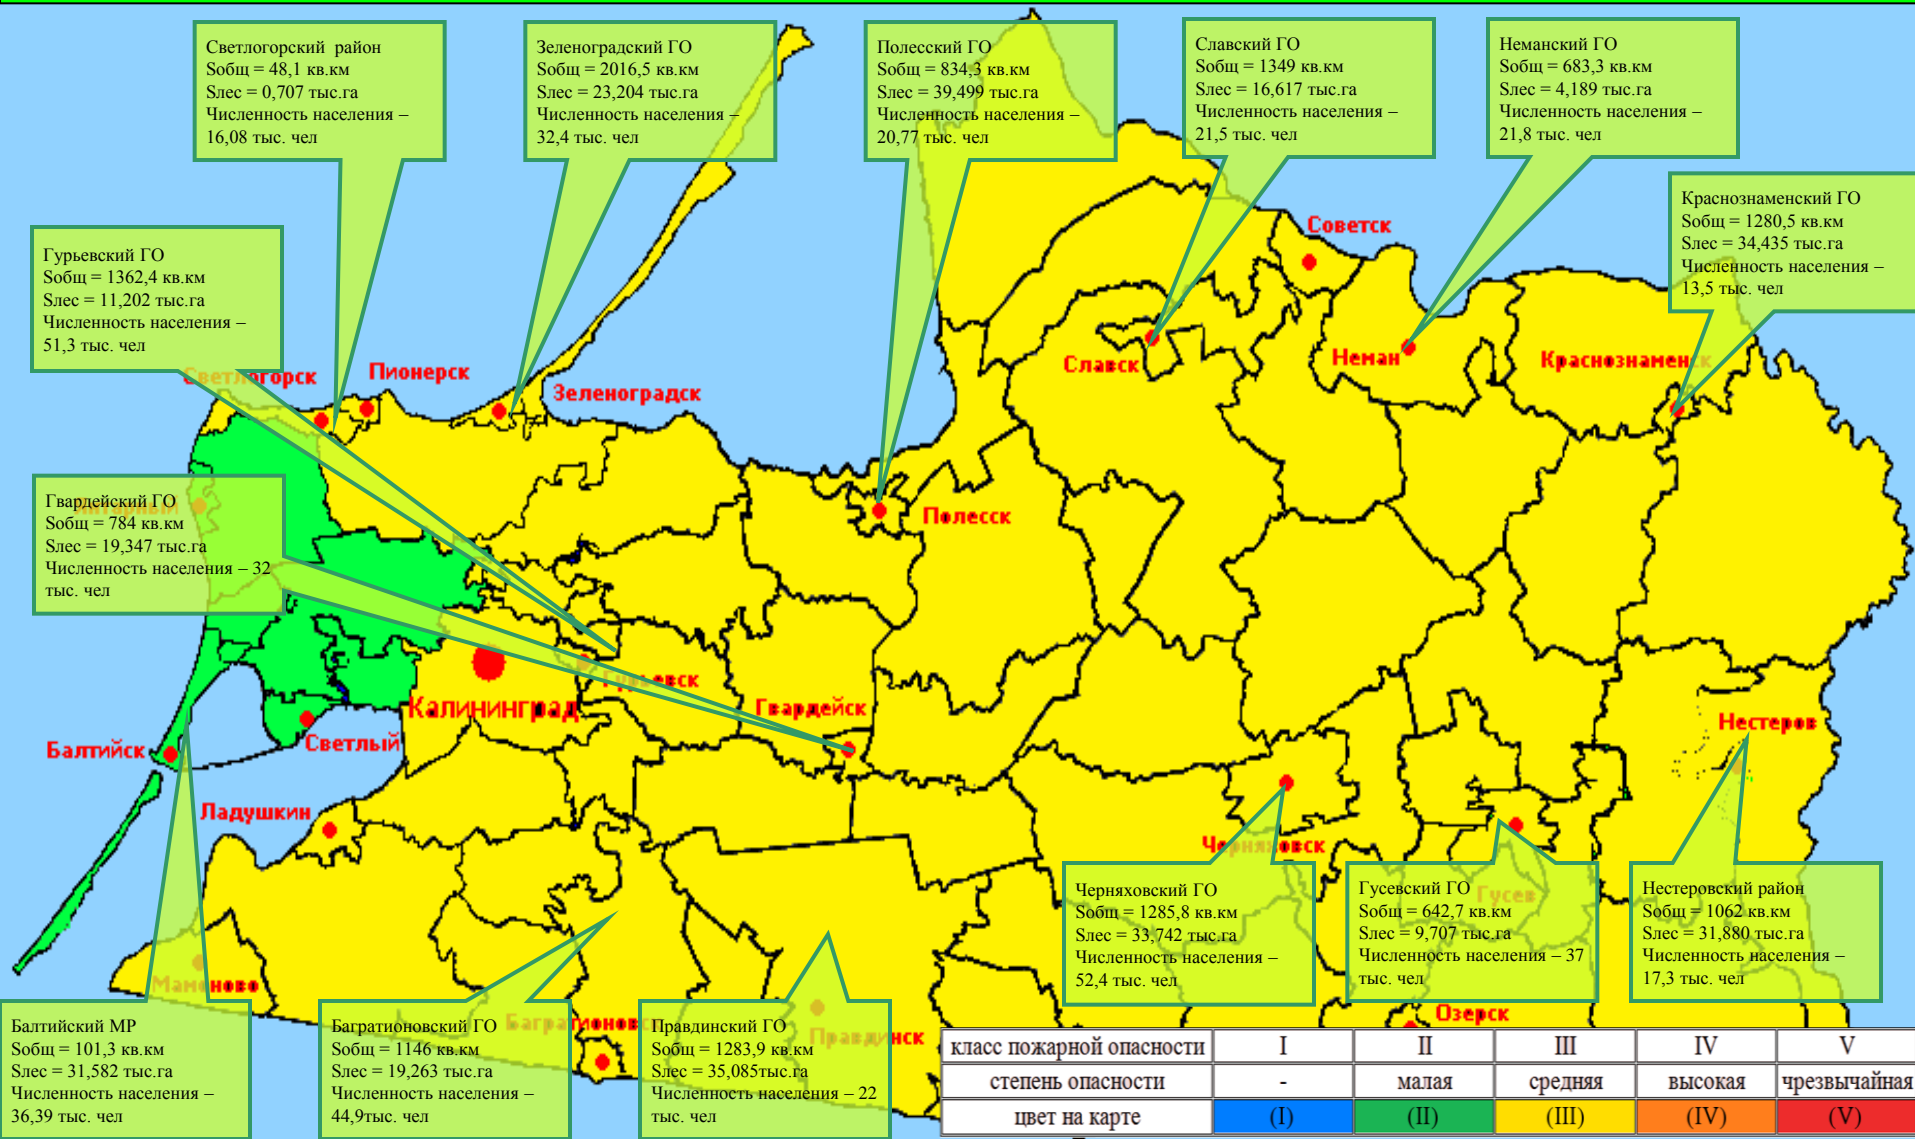 Светлогорский район
Sобщ = 48,1 кв.км
Sлес = 0,707 тыс.га
Численность населения –
16,08 тыс. чел
Зеленоградский ГО
Sобщ = 2016,5 кв.км
Sлес = 23,204 тыс.га
Численность населения –
32,4 тыс. чел
Полесский ГО
Sобщ = 834,3 кв.км
Sлес = 39,499 тыс.га
Численность населения –
20,77 тыс. чел
Славский ГО
Sобщ = 1349 кв.км
Sлес = 16,617 тыс.га
Численность населения –
21,5 тыс. чел
Неманский ГО
Sобщ = 683,3 кв.км
Sлес = 4,189 тыс.га
Численность населения –
21,8 тыс. чел
Краснознаменский ГО
Sобщ = 1280,5 кв.км
Sлес = 34,435 тыс.га
Численность населения –
13,5 тыс. чел
Гурьевский ГО
Sобщ = 1362,4 кв.км
Sлес = 11,202 тыс.га
Численность населения –
51,3 тыс. чел
Советск
Светлогорск
Пионерск
Зеленоградск
Славск
Неман
Краснознаменск
Гвардейский ГО
Sобщ = 784 кв.км
Sлес = 19,347 тыс.га
Численность населения – 32
тыс. чел
Янтарный
Полесск
Гурьевск
Калининград
Гвардейск
Нестеров
Балтийск
Светлый
Ладушкин
Черняховск
Гусев
Мамоново
Багратионовск
Правдинск
Озерск
Черняховский ГО
Sобщ = 1285,8 кв.км
Sлес = 33,742 тыс.га
Численность населения –
52,4 тыс. чел
Гусевский ГО
Sобщ = 642,7 кв.км
Sлес = 9,707 тыс.га
Численность населения – 37
тыс. чел
Нестеровский район
Sобщ = 1062 кв.км
Sлес = 31,880 тыс.га
Численность населения –
17,3 тыс. чел
Балтийский МР
Sобщ = 101,3 кв.км
Sлес = 31,582 тыс.га
Численность населения –
36,39 тыс. чел
Багратионовский ГО
Sобщ = 1146 кв.км
Sлес = 19,263 тыс.га
Численность населения –
44,9тыс. чел
Правдинский ГО
Sобщ = 1283,9 кв.км
Sлес = 35,085тыс.га
Численность населения – 22
тыс. чел
класс пожарной опасности I II III IV V
степень опасности - малая средняя высокая чрезвычайная
цвет на карте (I) (II) (III) (IV) (V)